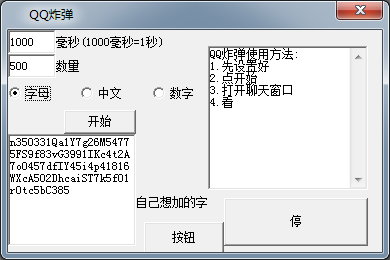 QQ炸弹
1000 毫秒(1000毫秒=1秒)
500 数量
字母 中文 数字
开始
n350331Qa1Y7g26M5477
5FS9f83vG3991IKc4t2A
7o0457dfIY45i4p41816
WXcA502DhcaiST7k5f01
r0tc5bC385
QQ炸弹使用方法:
1.先设置好
2.点开始
3.打开聊天窗口
4.看
自己想加的字
按钮
停